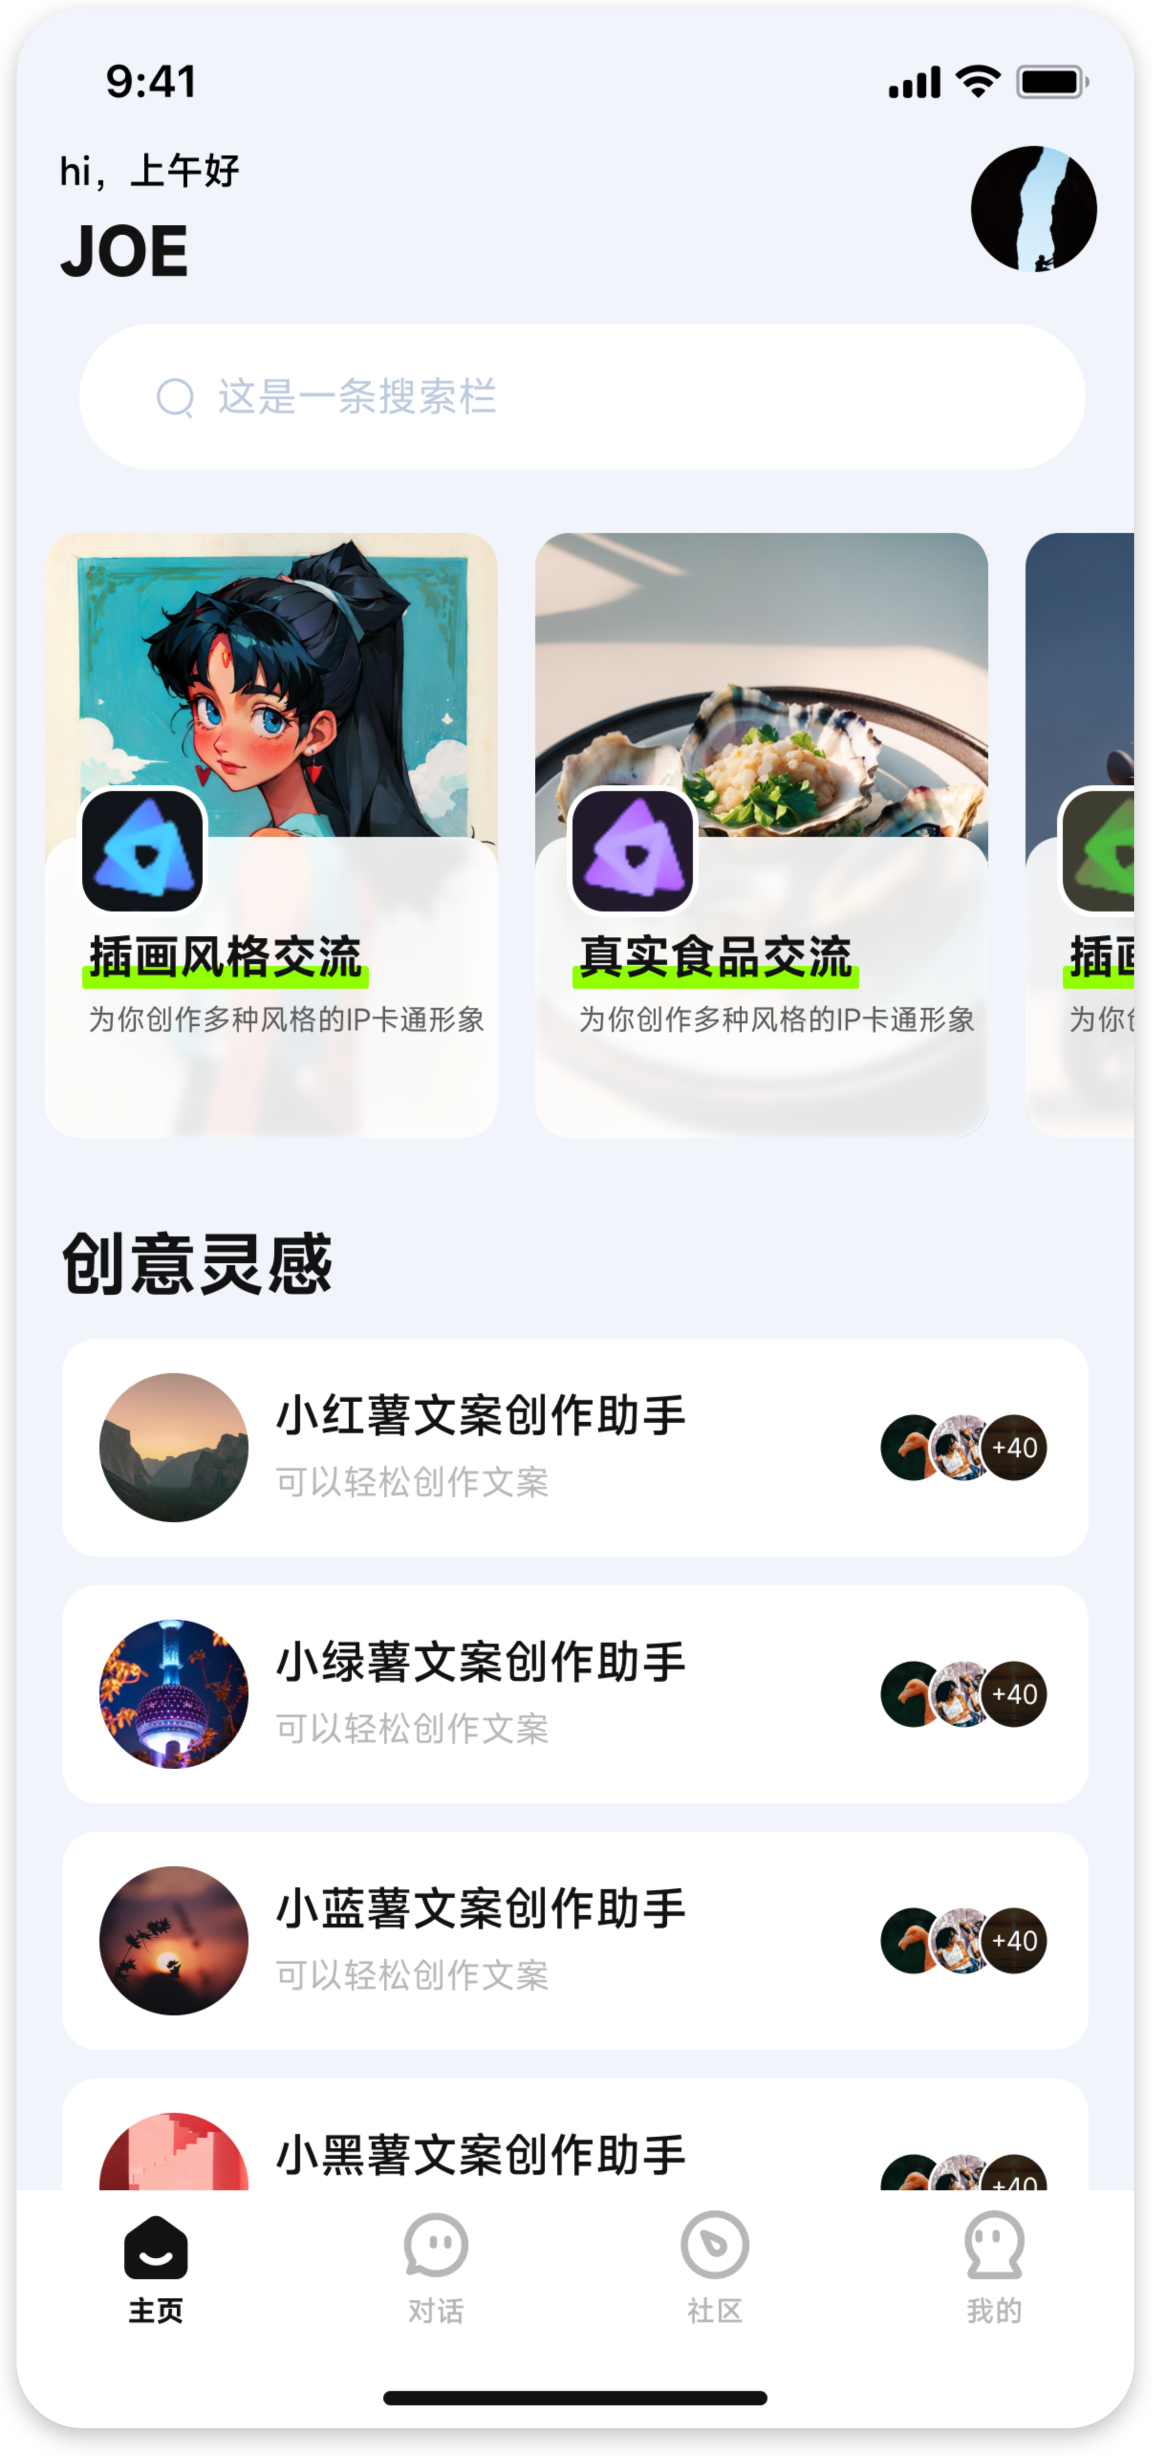 9:41
hi，上午好
JOE
这是一条搜索栏
插画风格交流
为你创作多种风格的IP卡通形象
真实食品交流
为你创作多种风格的IP卡通形象
插
为你
创意灵感
小红薯文案创作助手
可以轻松创作文案
+40
小绿薯文案创作助手
可以轻松创作文案
+40
小蓝薯文案创作助手
可以轻松创作文案
+40
小黑薯文案创作助手
+40
主页
对话
社区
我的